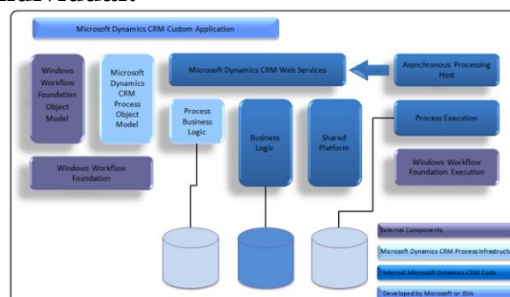 Microsoft Dynamics CRM Custom Application
Windows
Workflow
Foundation
Object
Model
Microsoft
Dynamics
CRM
Process
Object
Model
Microsoft Dynamics CRM Web Services
Asynchronous Processing
Host
Process
Business
Logic
Business
Logic
Shared
Platform
Process Execution
Windows Workflow
Foundation
Windows Workflow
Foundation Execution
External Components
Microsoft Dynamics CRM Process
Internal Microsoft Dynamics CRM Code
Developed by Microsoft or ISVs